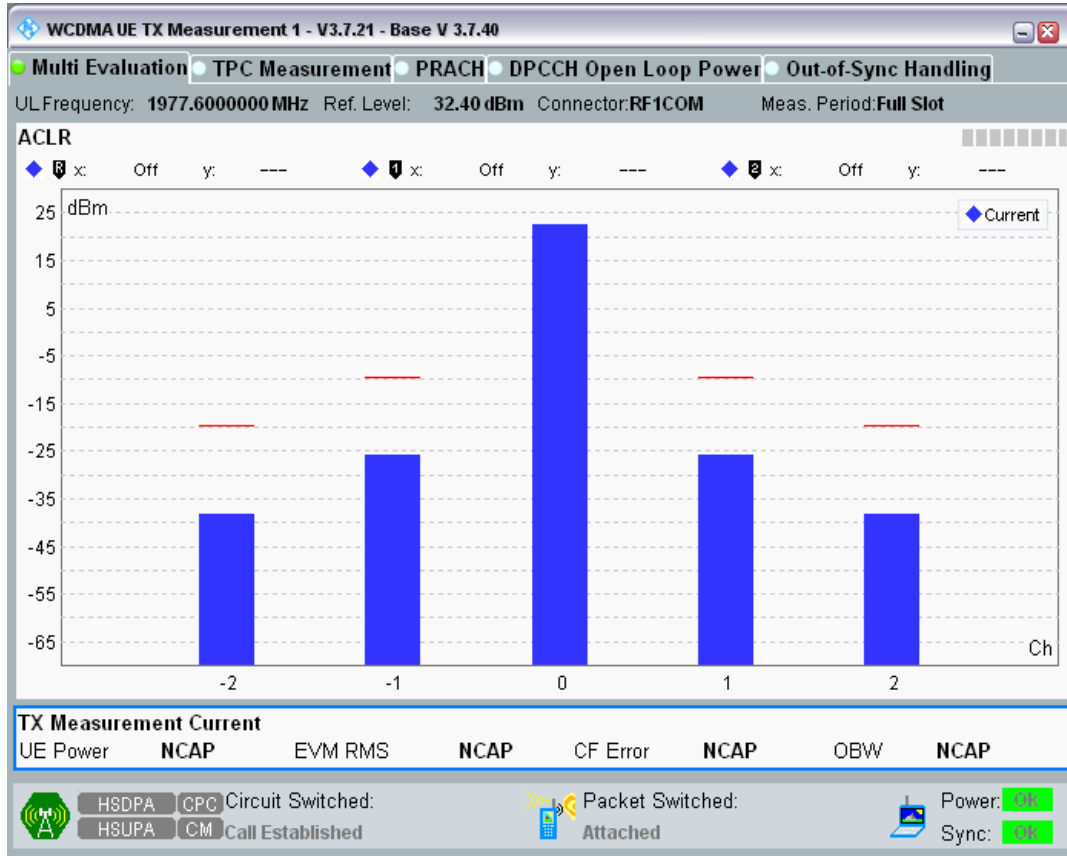 WCDMA UE TX Measurement 1 - V3.7.21 - Base V 3.7.40
Multi Evaluation TPC Measurement PRACH DPCCH Open Loop Power Out-of-Sync Handling
UL Frequency: 1977.6000000 MHz Ref. Level: 32.40 dBm Connector:RF1COM Meas. Period:Full Slot
ACLR
R x: Off y: --- 1 x: Off y: --- 2 x: Off y: ---
dBm
Current
25
15
5
-5
-15
-25
-35
-45
-55
-65
Ch
-2 -1 0 1 2
TX Measurement Current
UE Power NCAP EVM RMS NCAP CF Error NCAP OBW NCAP
HSDPA CPC Circuit Switched: Packet Switched: Power: Ok
HSUPA CM Call Established Attached Sync: Ok